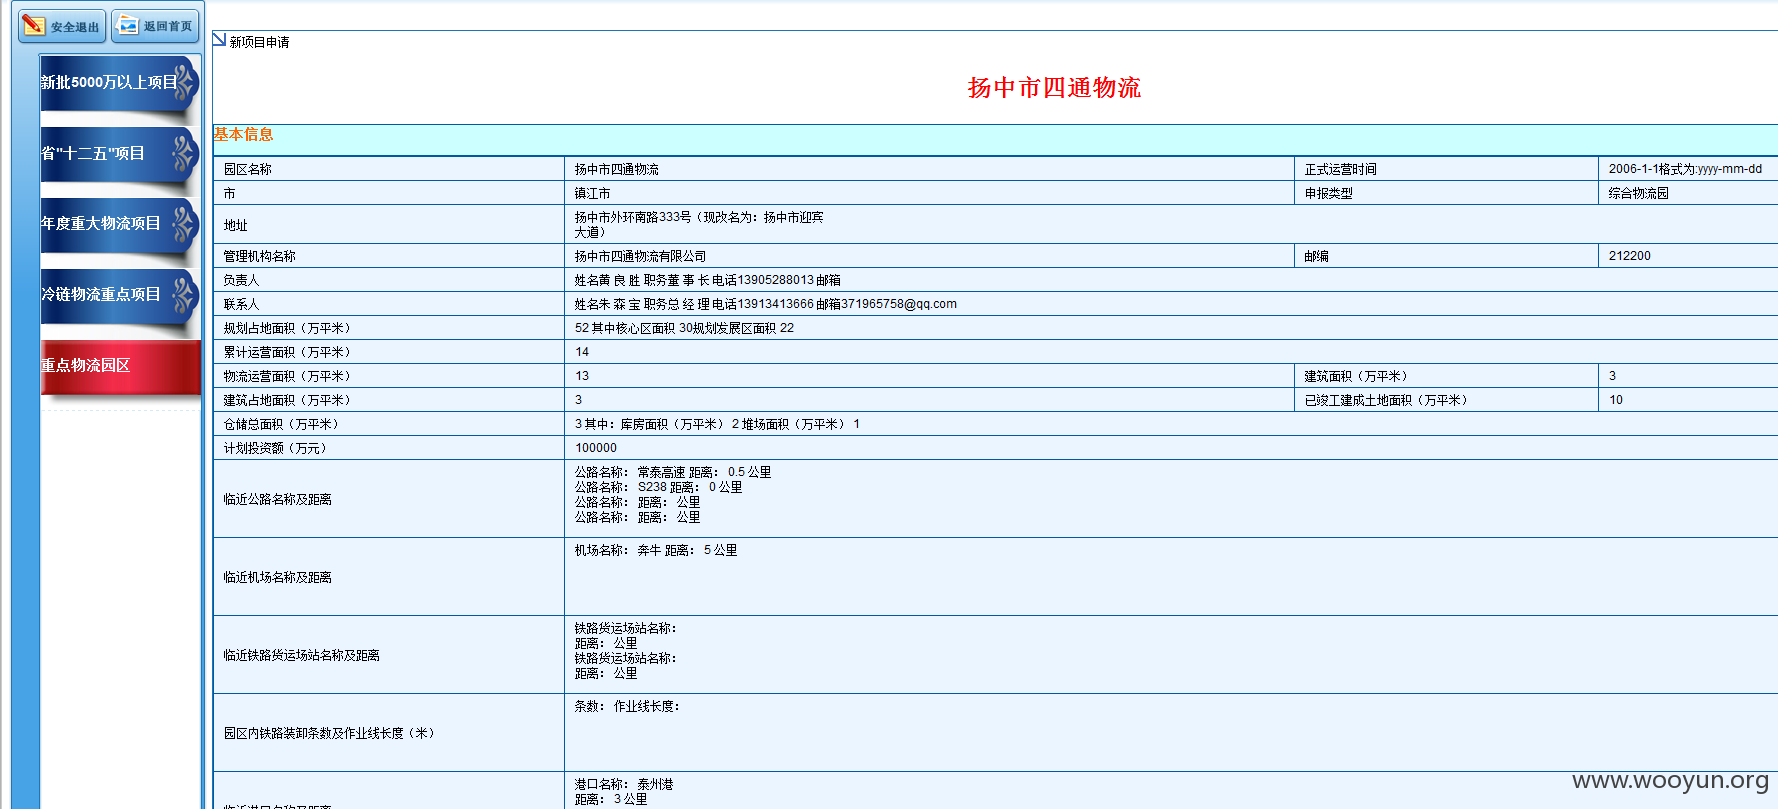 安全退出
返回首页
新批5000万以上项目
省"十二五"项目
年度重大物流项目
冷链物流重点项目
重点物流园区
新项目申请
扬中市四通物流
基本信息
园区名称 扬中市四通物流 正式运营时间 2006-1-1格式为:yyyy-mm-dd
市 镇江市 申报类型 综合物流园
地址 扬中市外环南路333号（现改名为：扬中市迎宾
大道）
管理机构名称 扬中市四通物流有限公司 邮编 212200
负责人 姓名黄 良 胜 职务董 事 长 电话13905288013 邮箱
联系人 姓名朱 森 宝 职务总 经 理 电话13913413666 邮箱371965758@qq.com
规划占地面积（万平米） 52 其中核心区面积 30规划发展区面积 22
累计运营面积（万平米） 14
物流运营面积（万平米） 13 建筑面积（万平米） 3
建筑占地面积（万平米） 3 已竣工建成土地面积（万平米） 10
仓储总面积（万平米） 3 其中：库房面积（万平米） 2 堆场面积（万平米） 1
计划投资额（万元） 100000
临近公路名称及距离
公路名称： 常泰高速 距离： 0.5 公里
公路名称： S238 距离： 0 公里
公路名称： 距离： 公里
公路名称： 距离： 公里
临近机场名称及距离
机场名称： 奔牛 距离： 5 公里
临近铁路货运场站名称及距离
铁路货运场站名称：
距离： 公里
铁路货运场站名称：
距离： 公里
园区内铁路装卸条数及作业线长度（米）
条数： 作业线长度：
临近港口名称及距离
港口名称： 泰州港
距离： 3 公里
www.wooyun.org